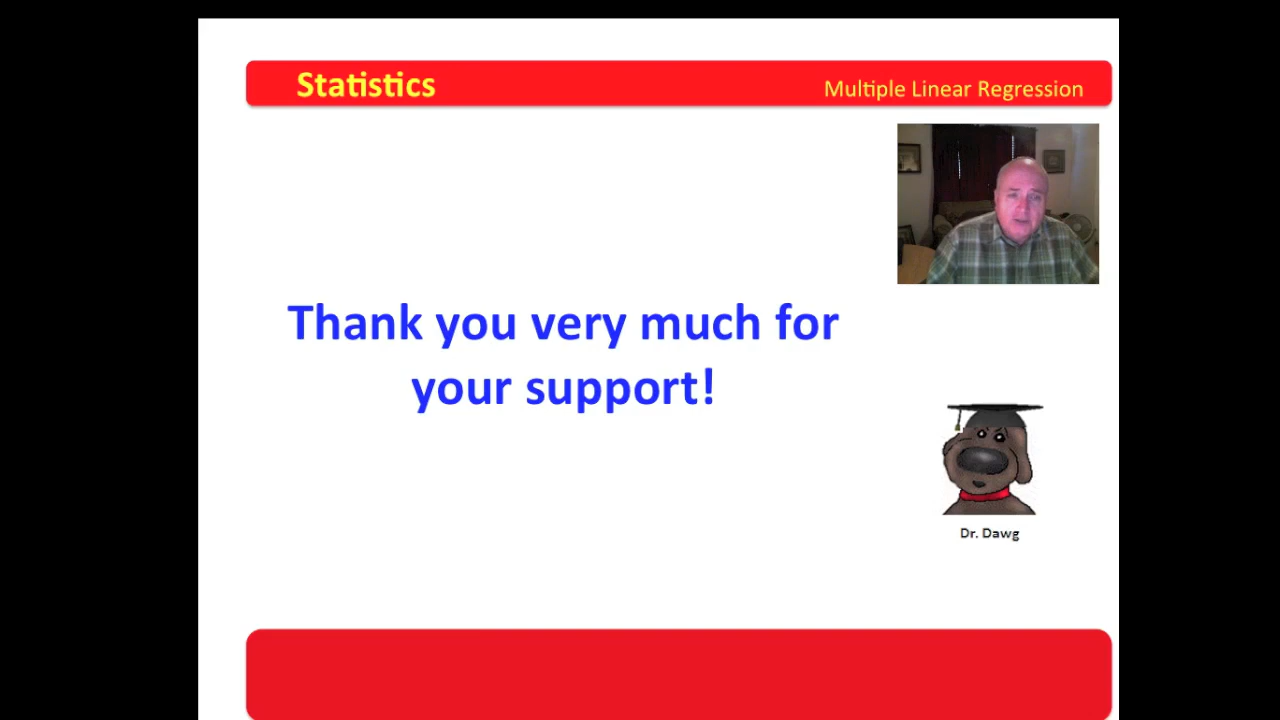 Statistics
Multiple Linear Regression
Thank you very much for
your support!
Dr. Dawg